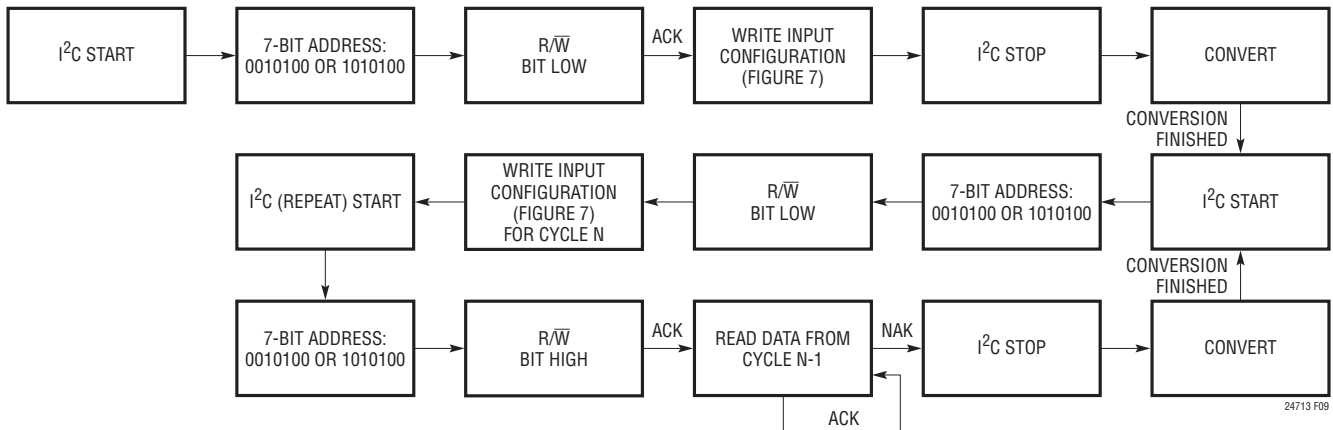 I²C START
7-BIT ADDRESS:
0010100 OR 1010100
R/W̅
BIT LOW
ACK
WRITE INPUT
CONFIGURATION
(FIGURE 7)
I²C STOP
CONVERT
CONVERSION
FINISHED
I²C (REPEAT) START
WRITE INPUT
CONFIGURATION
(FIGURE 7)
FOR CYCLE N
R/W̅
BIT LOW
7-BIT ADDRESS:
0010100 OR 1010100
I²C START
CONVERSION
FINISHED
7-BIT ADDRESS:
0010100 OR 1010100
R/W̅
BIT HIGH
ACK
READ DATA FROM
CYCLE N-1
NAK
I²C STOP
CONVERT
ACK
24713 F09